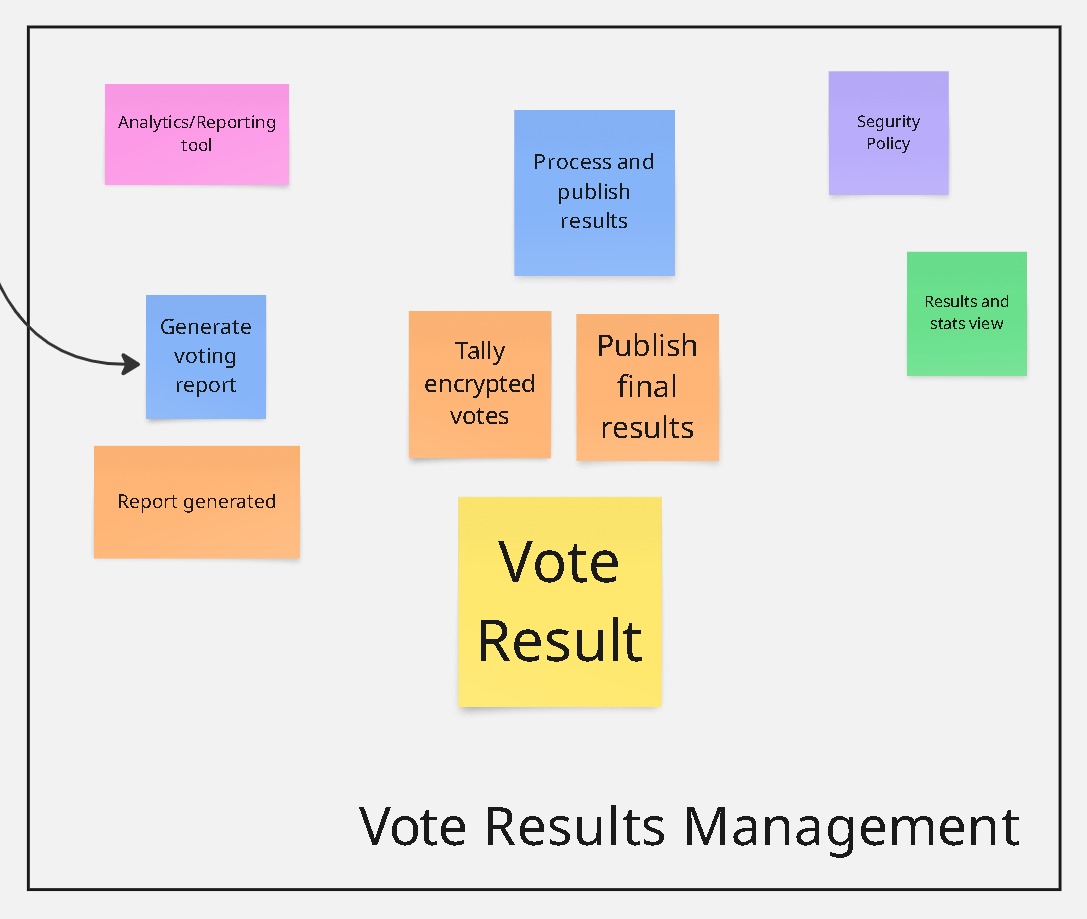 Analytics/Reporting
tool
Process and
publish
results
Segurity
Policy
Results and
stats view
Generate
voting
report
Tally
encrypted
votes
Publish
final
results
Report generated
Vote
Result
Vote Results Management